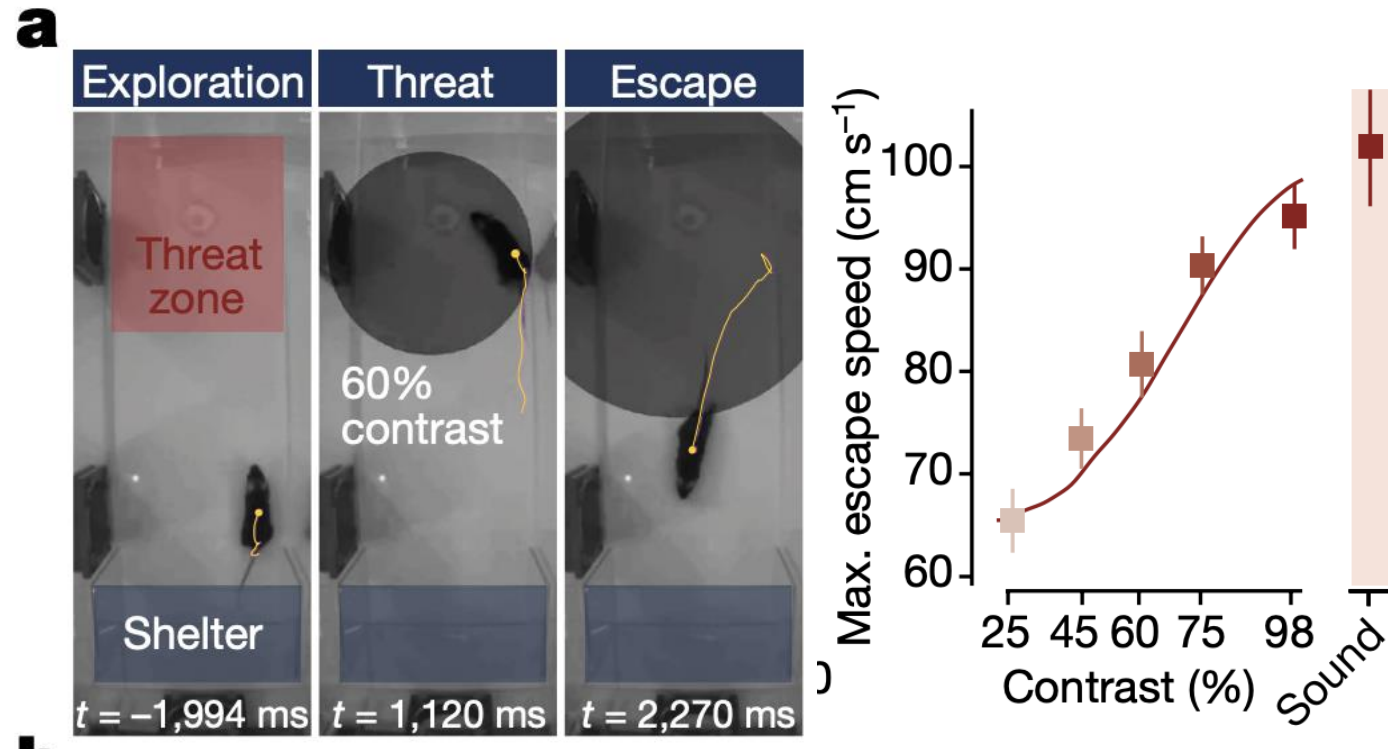 a
Exploration
Threat
Escape
Threat
zone
60%
contrast
Shelter
t = –1,994 ms
t = 1,120 ms
t = 2,270 ms
Max. escape speed (cm s⁻¹)
100
90
80
70
60
25 45 60 75 98
Sound
Contrast (%)